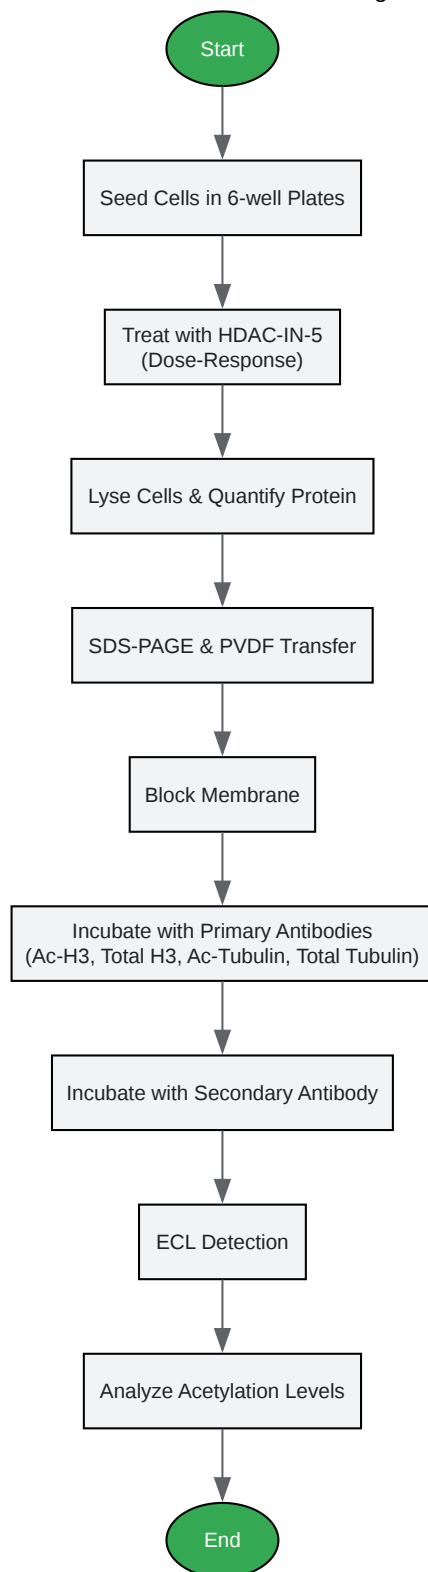 Start
Seed Cells in 6-well Plates
Treat with HDAC-IN-5
(Dose-Response)
Lyse Cells & Quantify Protein
SDS-PAGE & PVDF Transfer
Block Membrane
Incubate with Primary Antibodies
(Ac-H3, Total H3, Ac-Tubulin, Total Tubulin)
Incubate with Secondary Antibody
ECL Detection
Analyze Acetylation Levels
End